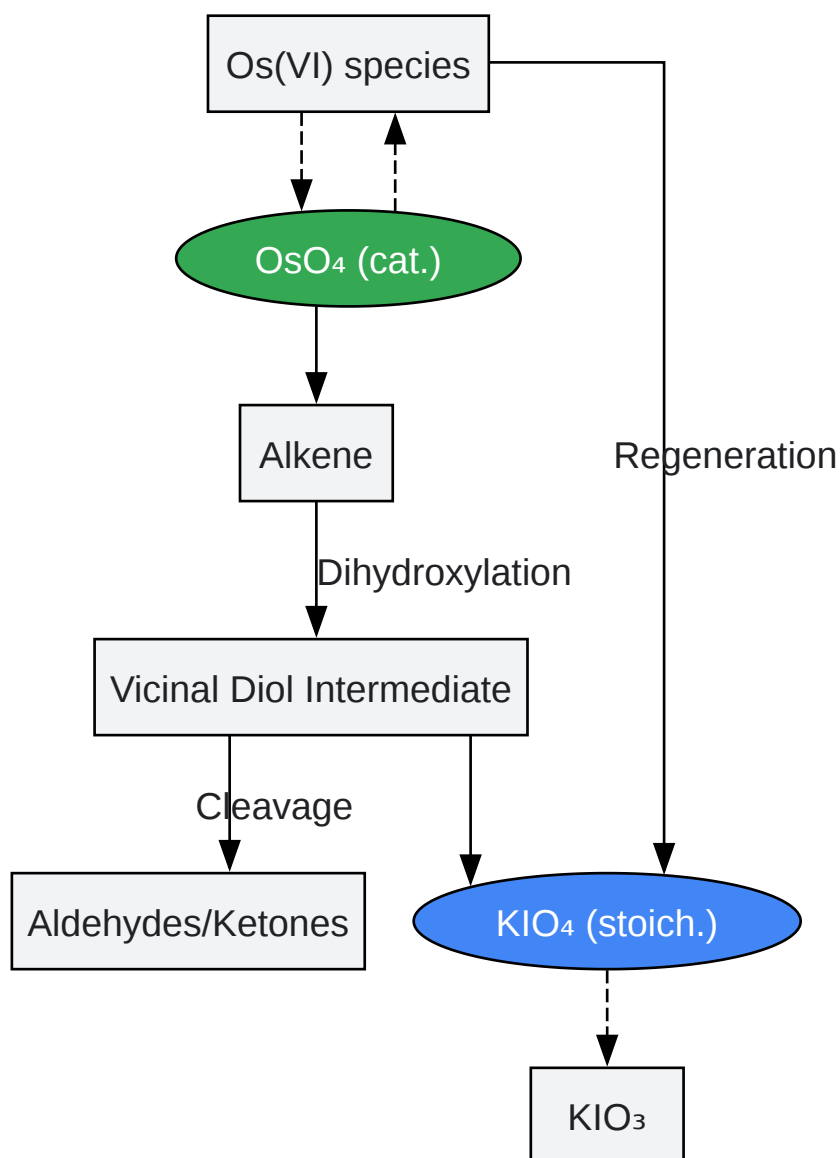 Os(VI) species
OsO₄ (cat.)
Alkene
Regeneration
Dihydroxylation
Vicinal Diol Intermediate
Cleavage
Aldehydes/Ketones
KIO₄ (stoich.)
KIO₃